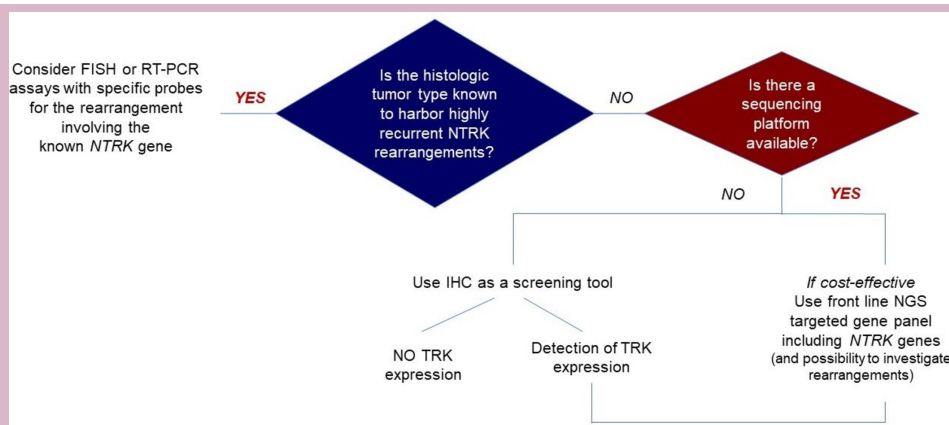 Consider FISH or RT-PCR
assays with specific probes
for the rearrangement
involving the
known NTRK gene
YES
Is the histologic
tumor type known
to harbor highly
recurrent NTRK
rearrangements?
NO
Is there a
sequencing
platform
available?
NO
YES
Use IHC as a screening tool
NO TRK
expression
Detection of TRK
expression
If cost-effective
Use front line NGS
targeted gene panel
including NTRK genes
(and possibility to investigate
rearrangements)